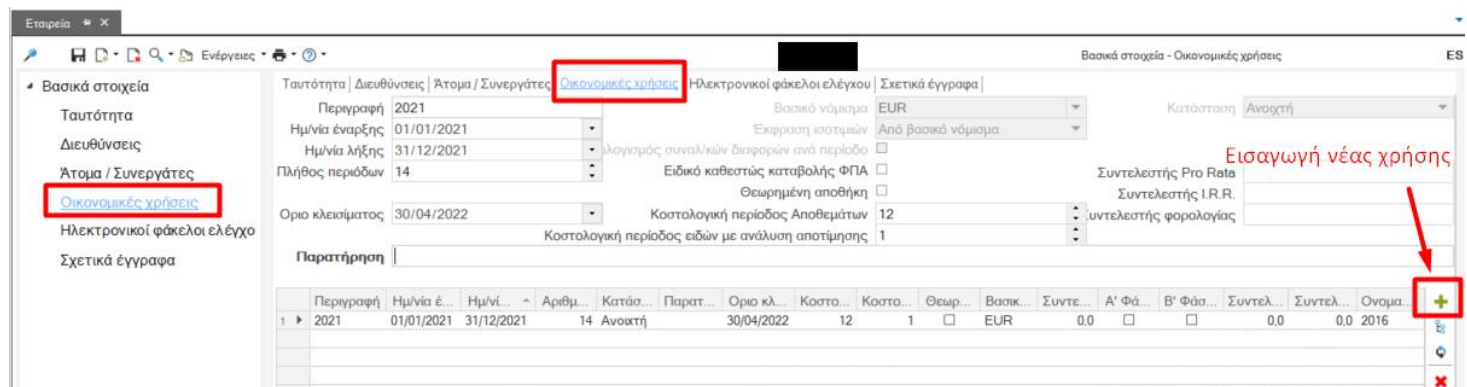 Εταιρεία
Ενέργειες
Βασικά στοιχεία - Οικονομικές χρήσεις
ES
Βασικά στοιχεία
Ταυτότητα
Διευθύνσεις
Άτομα / Συνεργάτες
Οικονομικές χρήσεις
Ηλεκτρονικοί φάκελοι ελέγχο
Σχετικά έγγραφα
Ταυτότητα | Διευθύνσεις | Άτομα / Συνεργάτες | Οικονομικές χρήσεις | Ηλεκτρονικοί φάκελοι ελέγχου | Σχετικά έγγραφα
Περιγραφή 2021 Βασικό νόμισμα EUR Κατάσταση Ανοιχτή
Ημ/νία έναρξης 01/01/2021 Έκφραση ισοτιμιών Από βασικό νόμισμα
Ημ/νία λήξης 31/12/2021 λογισμός συναλ/κών διαφορών ανά περίοδο
Εισαγωγή νέας χρήσης
Πλήθος περιόδων 14 Ειδικό καθεστώς καταβολής ΦΠΑ Συντελεστής Pro Rata
Θεωρημένη αποθήκη Συντελεστής I.R.R.
Οριο κλεισίματος 30/04/2022 Κοστολογική περίοδος Αποθεμάτων 12 υντελεστής φορολογίας
Κοστολογική περίοδος ειδών με ανάλυση αποτίμησης 1
Παρατήρηση
Περιγραφή Ημ/νία έ... Ημ/νί... Αριθμ... Κατάσ... Παρατ... Οριο κλ... Κοστο... Κοστο... Θεωρ... Βασικ... Συντε... Α' Φά... Β' Φάσ... Συντελ... Συντελ... Ονομα...
1 2021 01/01/2021 31/12/2021 14 Ανοιχτή 30/04/2022 12 1 EUR 0,0 0,0 0,0 2016